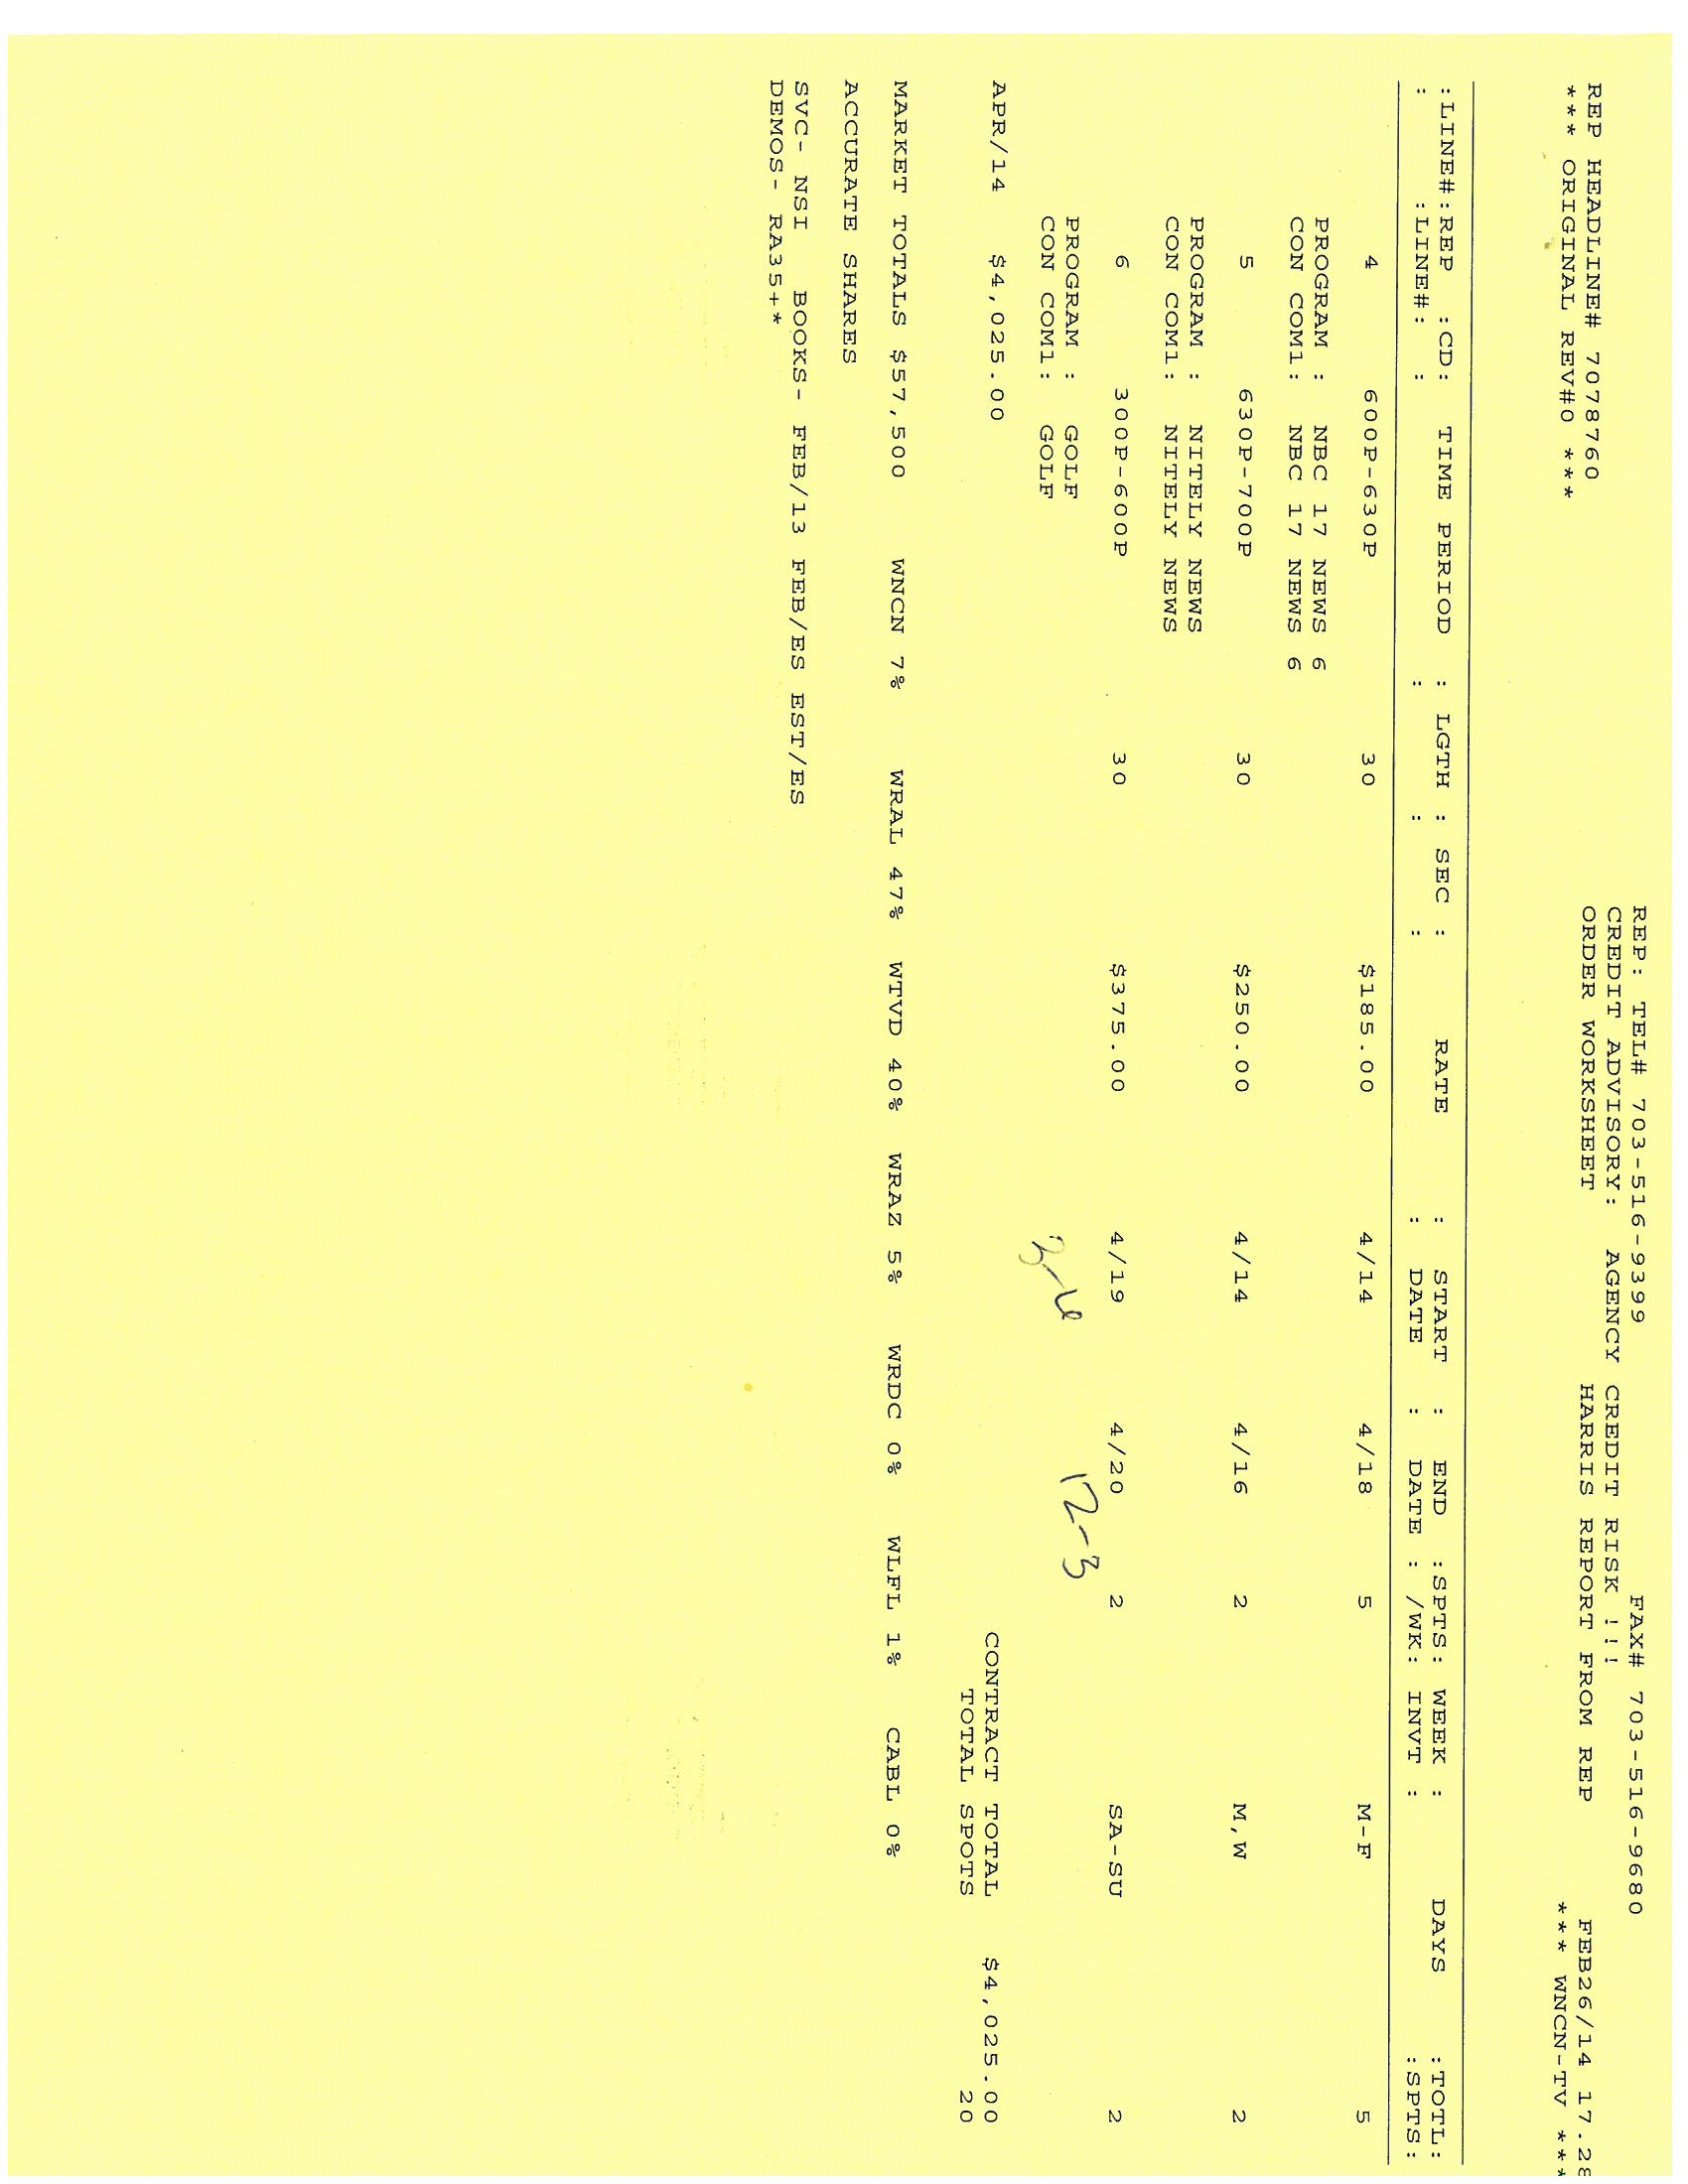 REP: TEL# 703-516-9399 FAX# 703-516-9680
CREDIT ADVISORY: AGENCY CREDIT RISK !!!
REP HEADLINE# 7078760 ORDER WORKSHEET HARRIS REPORT FROM REP FEB26/14 17.28
*** ORIGINAL REV#0 *** *** WNCN-TV ***
:LINE#:REP :CD: TIME PERIOD : LGTH : SEC : RATE : START : END :SPTS: WEEK : DAYS :TOTL:
: :LINE#: : : : : : DATE : DATE : /WK: INVT : :SPTS:
4 600P-630P 30 $185.00 4/14 4/18 5 M-F 5
PROGRAM : NBC 17 NEWS 6
CON COM1: NBC 17 NEWS 6
5 630P-700P 30 $250.00 4/14 4/16 2 M,W 2
PROGRAM : NITELY NEWS
CON COM1: NITELY NEWS
6 300P-600P 30 $375.00 4/19 4/20 2 SA-SU 2
PROGRAM : GOLF 12-3
CON COM1: GOLF 3-6
APR/14 $4,025.00 CONTRACT TOTAL $4,025.00
TOTAL SPOTS 20
MARKET TOTALS $57,500 WNCN 7% WRAL 47% WTVD 40% WRAZ 5% WRDC 0% WLFL 1% CABL 0%
ACCURATE SHARES
SVC- NSI BOOKS- FEB/13 FEB/ES EST/ES
DEMOS- RA35+*